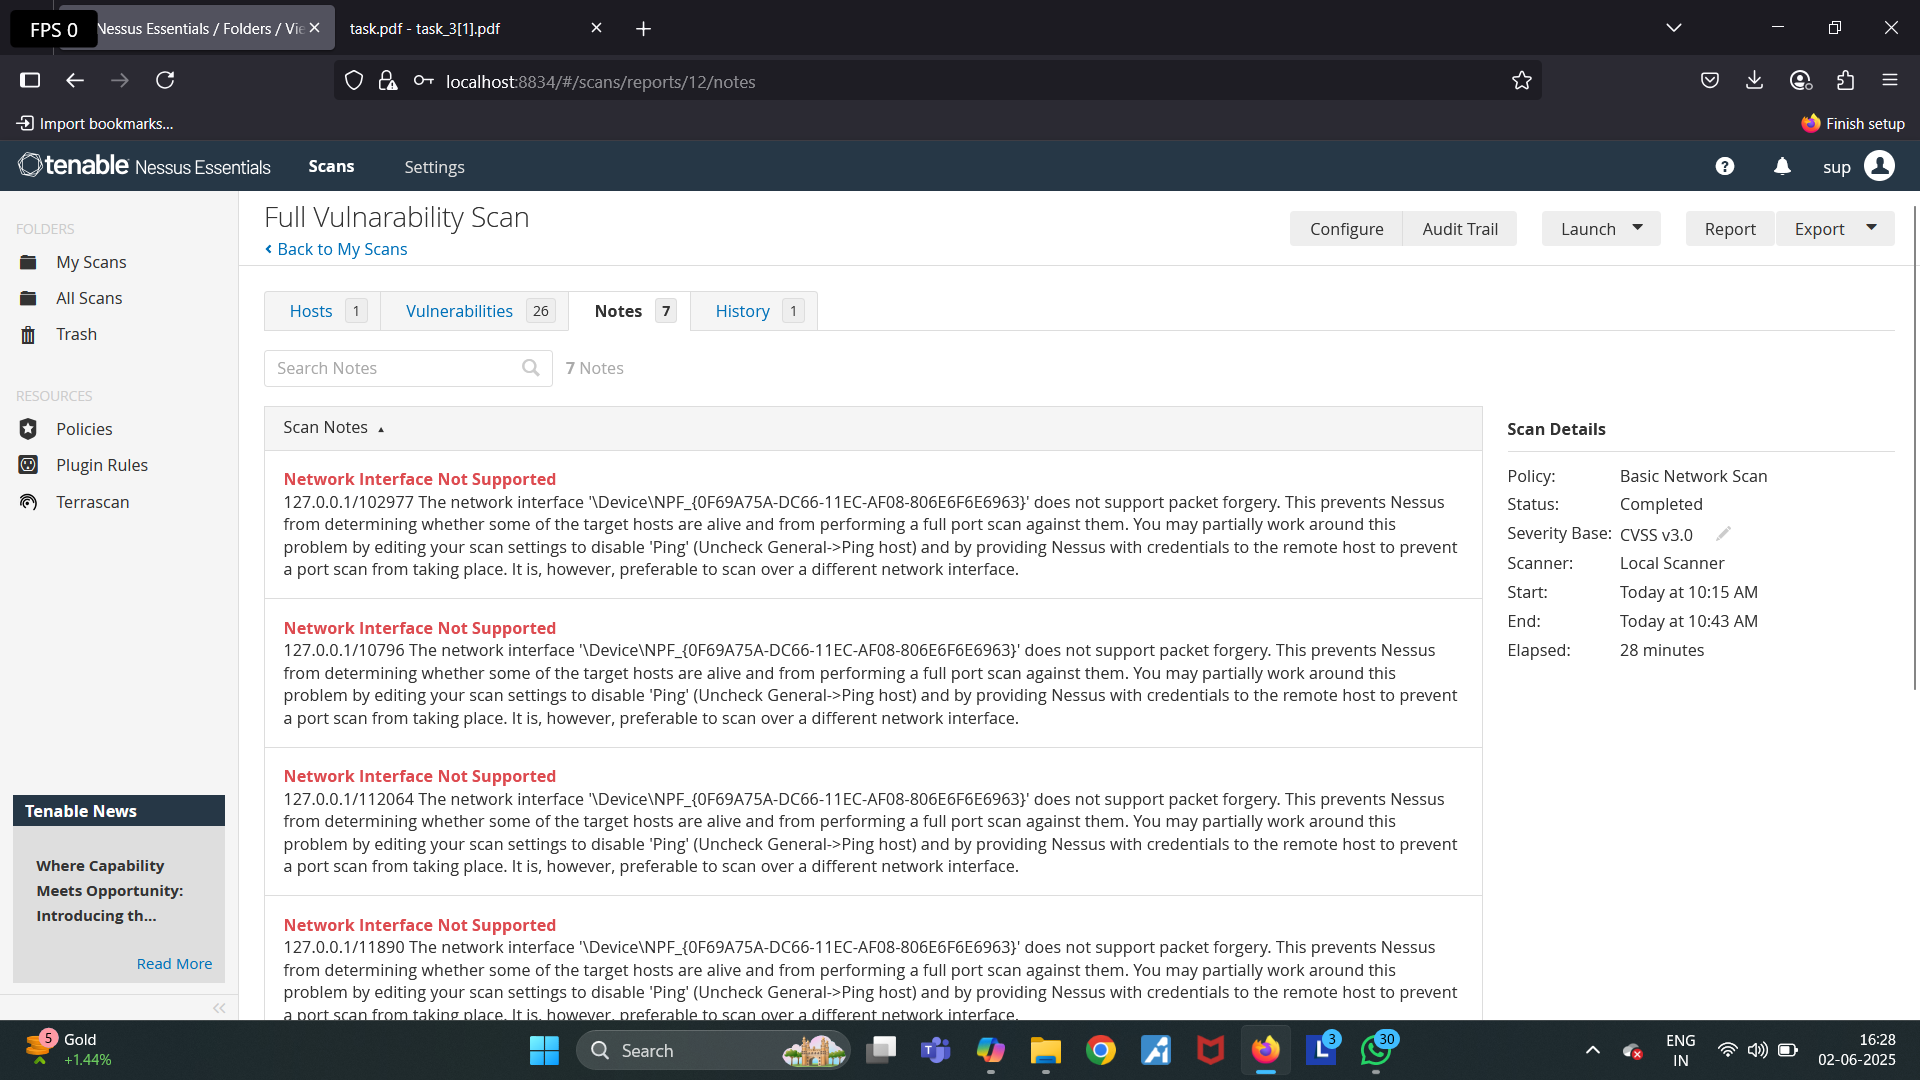 FPS 0
Nessus Essentials / Folders / Vie
task.pdf - task_3[1].pdf
localhost:8834/#/scans/reports/12/notes
Import bookmarks...
Finish setup
tenable Nessus Essentials
Scans
Settings
sup
FOLDERS
My Scans
All Scans
Trash
RESOURCES
Policies
Plugin Rules
Terrascan
Tenable News
Where Capability
Meets Opportunity:
Introducing th...
Read More
Full Vulnarability Scan
Back to My Scans
Configure
Audit Trail
Launch
Report
Export
Hosts 1
Vulnerabilities 26
Notes 7
History 1
Search Notes
7 Notes
Scan Notes
Network Interface Not Supported
127.0.0.1/102977 The network interface '\Device\NPF_{0F69A75A-DC66-11EC-AF08-806E6F6E6963}' does not support packet forgery. This prevents Nessus
from determining whether some of the target hosts are alive and from performing a full port scan against them. You may partially work around this
problem by editing your scan settings to disable 'Ping' (Uncheck General->Ping host) and by providing Nessus with credentials to the remote host to prevent
a port scan from taking place. It is, however, preferable to scan over a different network interface.
Network Interface Not Supported
127.0.0.1/10796 The network interface '\Device\NPF_{0F69A75A-DC66-11EC-AF08-806E6F6E6963}' does not support packet forgery. This prevents Nessus
from determining whether some of the target hosts are alive and from performing a full port scan against them. You may partially work around this
problem by editing your scan settings to disable 'Ping' (Uncheck General->Ping host) and by providing Nessus with credentials to the remote host to prevent
a port scan from taking place. It is, however, preferable to scan over a different network interface.
Network Interface Not Supported
127.0.0.1/112064 The network interface '\Device\NPF_{0F69A75A-DC66-11EC-AF08-806E6F6E6963}' does not support packet forgery. This prevents Nessus
from determining whether some of the target hosts are alive and from performing a full port scan against them. You may partially work around this
problem by editing your scan settings to disable 'Ping' (Uncheck General->Ping host) and by providing Nessus with credentials to the remote host to prevent
a port scan from taking place. It is, however, preferable to scan over a different network interface.
Network Interface Not Supported
127.0.0.1/11890 The network interface '\Device\NPF_{0F69A75A-DC66-11EC-AF08-806E6F6E6963}' does not support packet forgery. This prevents Nessus
from determining whether some of the target hosts are alive and from performing a full port scan against them. You may partially work around this
problem by editing your scan settings to disable 'Ping' (Uncheck General->Ping host) and by providing Nessus with credentials to the remote host to prevent
a port scan from taking place. It is, however, preferable to scan over a different network interface.
Scan Details
Policy: Basic Network Scan
Status: Completed
Severity Base: CVSS v3.0
Scanner: Local Scanner
Start: Today at 10:15 AM
End: Today at 10:43 AM
Elapsed: 28 minutes
5
Gold
+1.44%
Search
3
30
ENG
IN
16:28
02-06-2025